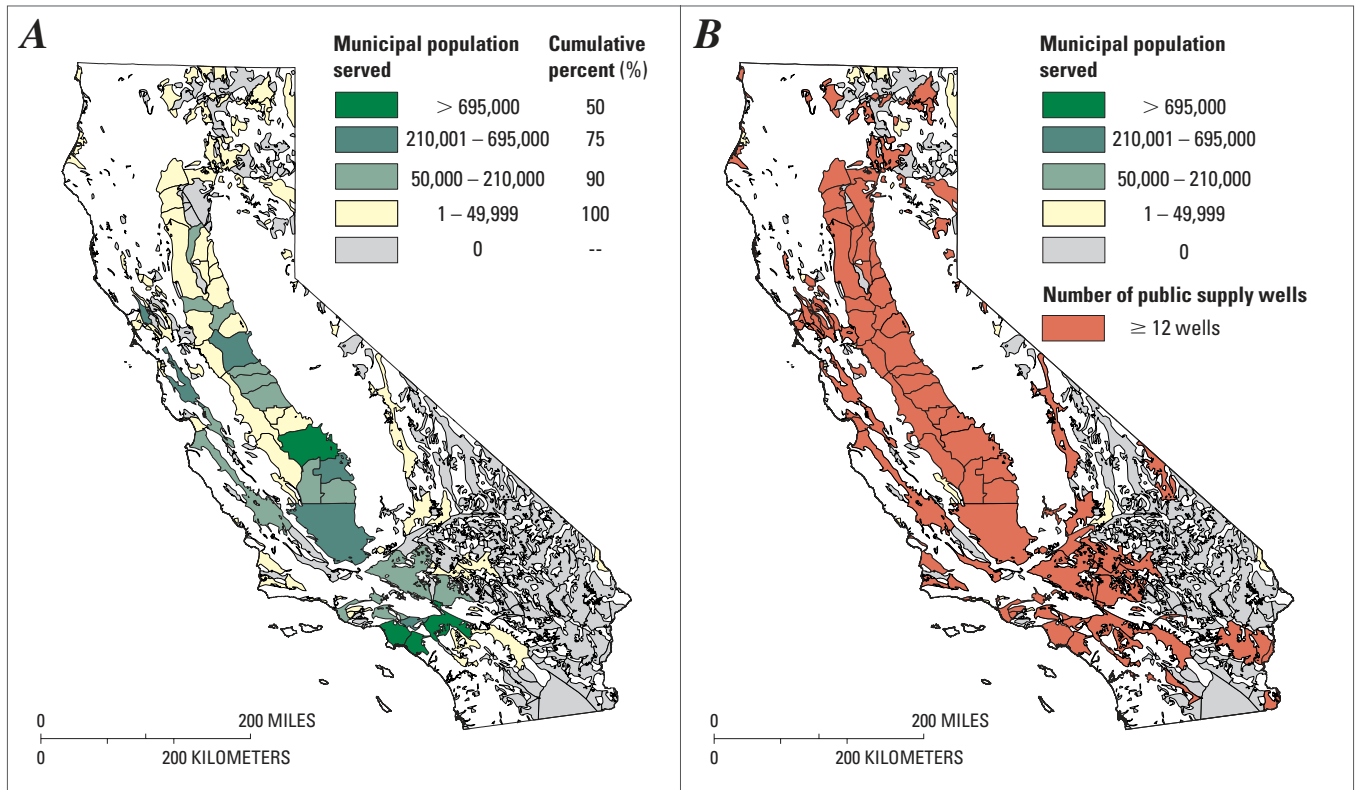 A
Municipal population served
Cumulative percent (%)
> 695,000 50
210,001 – 695,000 75
50,000 – 210,000 90
1 – 49,999 100
0 --
0 200 MILES
0 200 KILOMETERS
B
Municipal population served
> 695,000
210,001 – 695,000
50,000 – 210,000
1 – 49,999
0
Number of public supply wells
≥ 12 wells
0 200 MILES
0 200 KILOMETERS